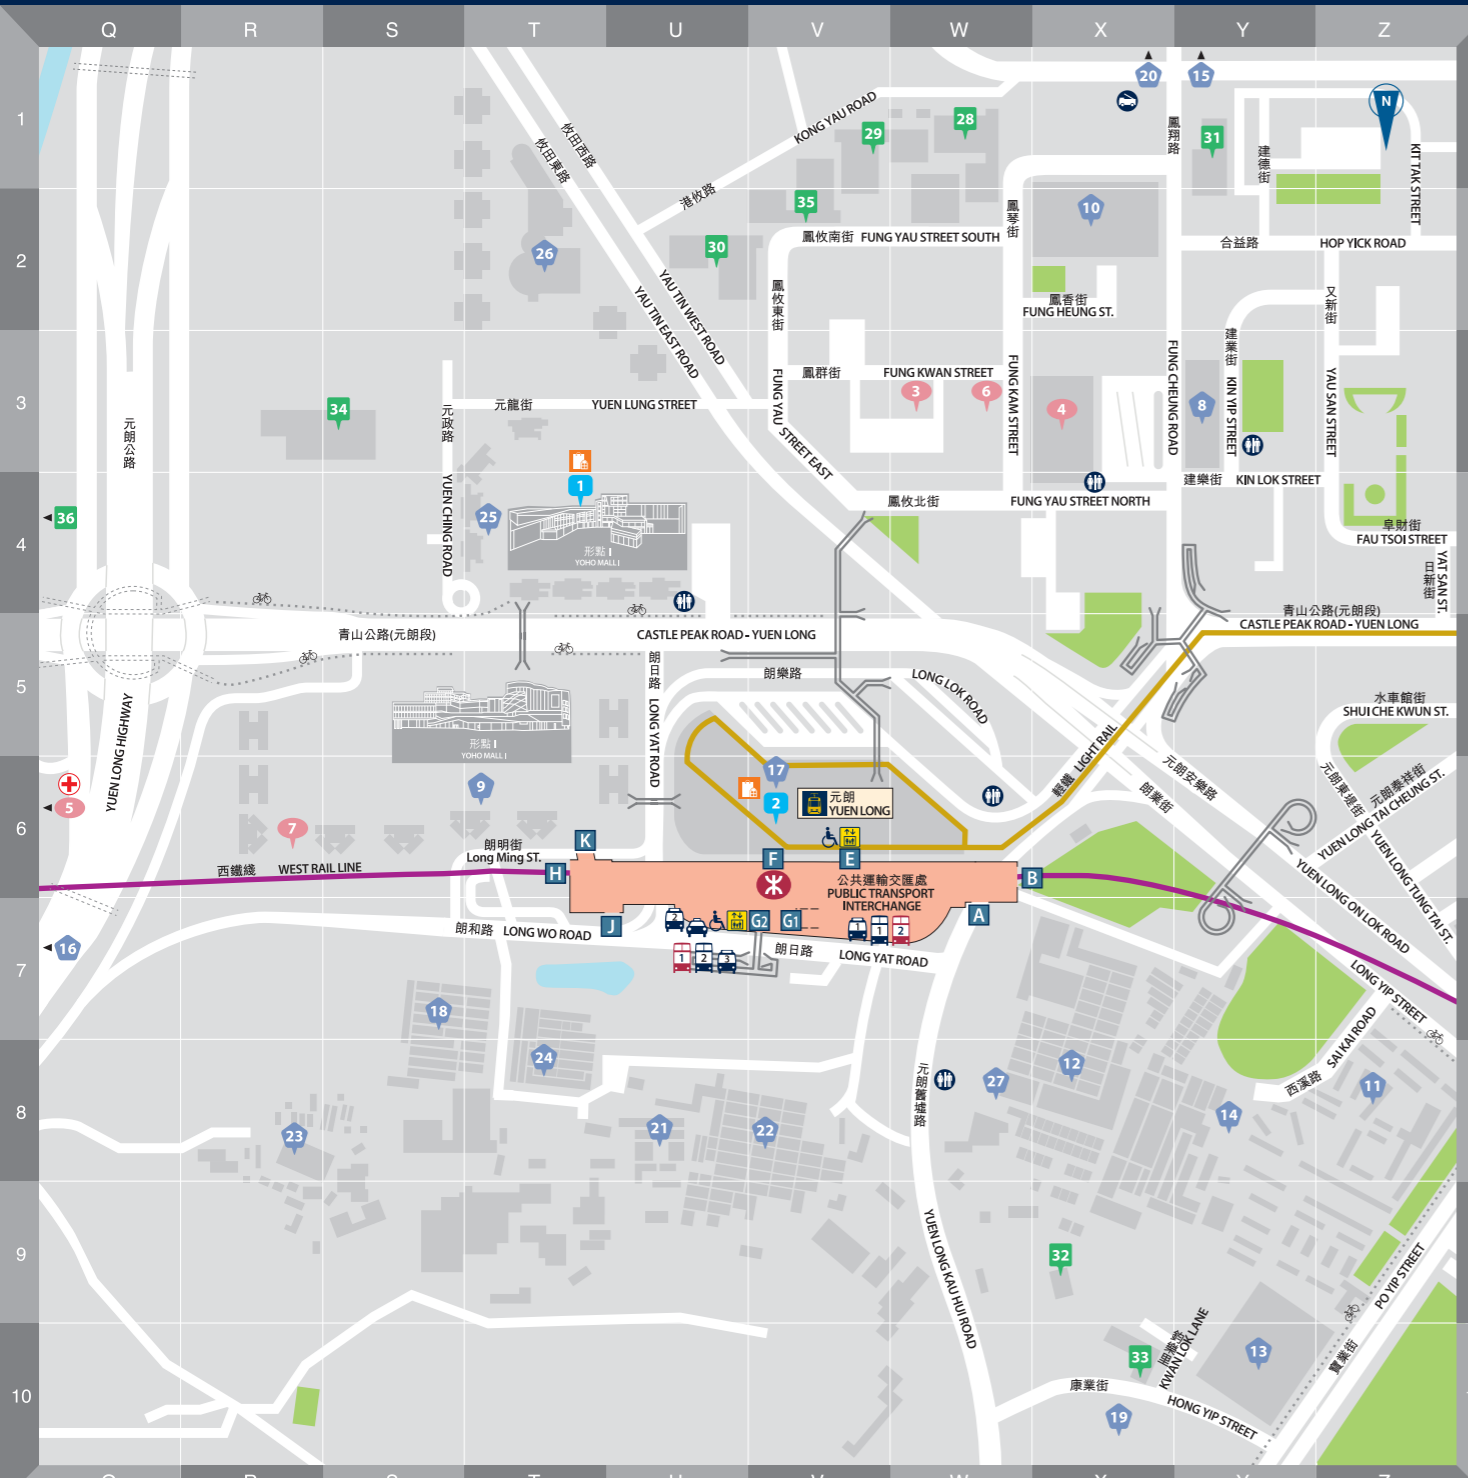 Q R S T U V W X Y Z
1
2
3
4
5
6
7
8
9
10
20
15
N
攸田西路
攸田東路
KONG YAU ROAD
港攸路
29
28
31
鳳翔路
建德街
KIT TAK STREET
35
30
26
10
鳳攸南街 FUNG YAU STREET SOUTH
鳳琴街
合益路
HOP YICK ROAD
YAU TIN WEST ROAD
YAU TIN EAST ROAD
鳳攸東街
鳳香街
FUNG HEUNG ST.
又新街
建業街
34
元朗公路
元政路
元龍街
YUEN LUNG STREET
鳳群街
FUNG KWAN STREET
3
6
4
8
FUNG YAU STREET EAST
FUNG KAM STREET
FUNG CHEUNG ROAD
KIN YIP STREET
YAU SAN STREET
36
YUEN CHING ROAD
1
25
形點 I
YOHO MALL I
鳳攸北街
FUNG YAU STREET NORTH
建樂街
KIN LOK STREET
阜財街
FAU TSOI STREET
YAT SAN ST.
日新街
青山公路(元朗段)
CASTLE PEAK ROAD - YUEN LONG
青山公路(元朗段)
CASTLE PEAK ROAD - YUEN LONG
朗日路
LONG YAT ROAD
朗樂路
LONG LOK ROAD
水車館街
SHUI CHE KWUN ST.
YUEN LONG HIGHWAY
形點 I
YOHO MALL I
輕鐵 LIGHT RAIL
元朗安樂路
朗業街
元朗東堤街
元朗泰祥街
YUEN LONG TAI CHEUNG ST.
5
9
17
2
元朗
YUEN LONG
7
朗明街
Long Ming ST.
K
H
F
E
B
西鐵綫 WEST RAIL LINE
公共運輸交匯處
PUBLIC TRANSPORT
INTERCHANGE
YUEN LONG ON LOK ROAD
YUEN LONG TUNG TAI ST.
16
朗和路 LONG WO ROAD
J
2
G2
G1
1
1
2
A
1
2
3
朗日路
LONG YAT ROAD
LONG YIP STREET
18
24
12
27
元朗舊墟路
西溪路
SAI KAI ROAD
11
14
23
21
22
YUEN LONG KAU HUI ROAD
32
PO YIP STREET
寶業街
33
KWAN LOK LANE
13
康業街
HONG YIP STREET
19